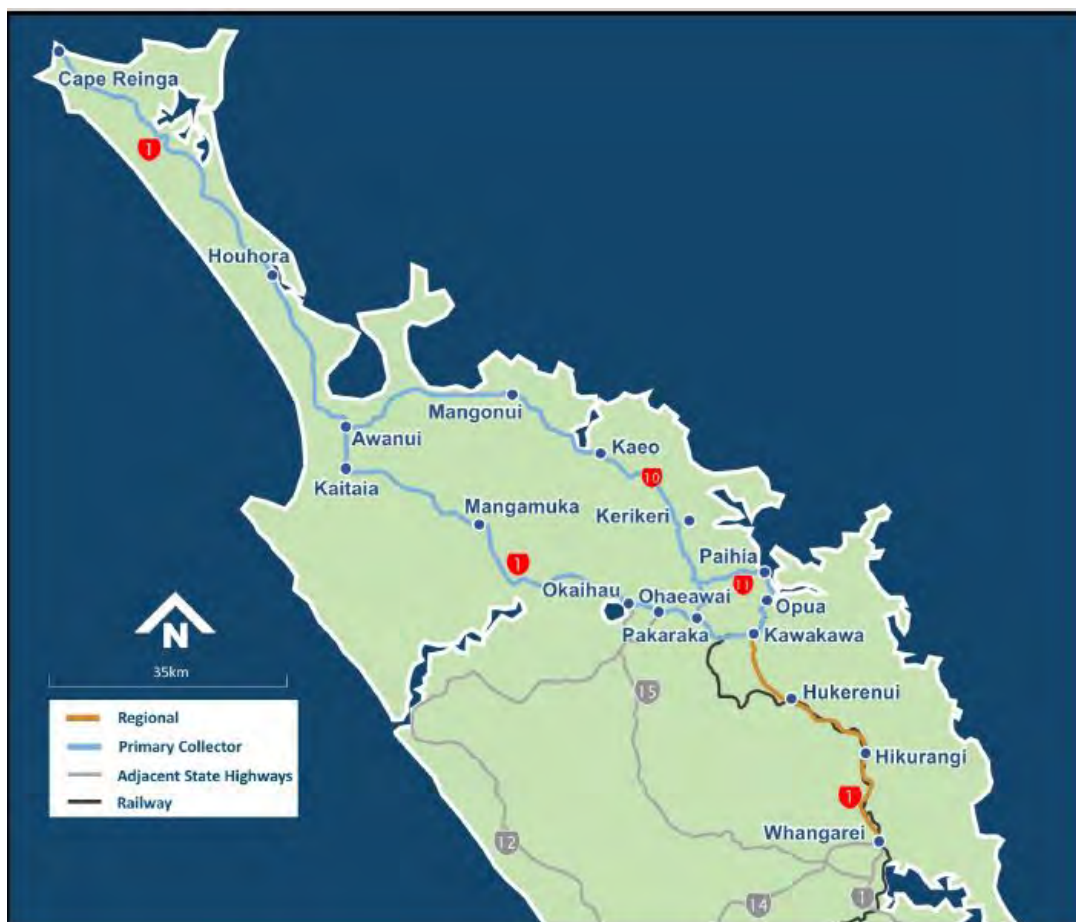 Cape Reinga
1
Houhora
Mangonui
Awanui
Kaeo
Kaitaia
10
Mangamuka
Kerikeri
1
Paihia
Okaihau
Ohaeawai
11
Opua
Pakaraka
Kawakawa
N
35km
15
Hukerenui
Regional
Primary Collector
Hikurangi
Adjacent State Highways
Railway
1
Whangarei
12
14
1